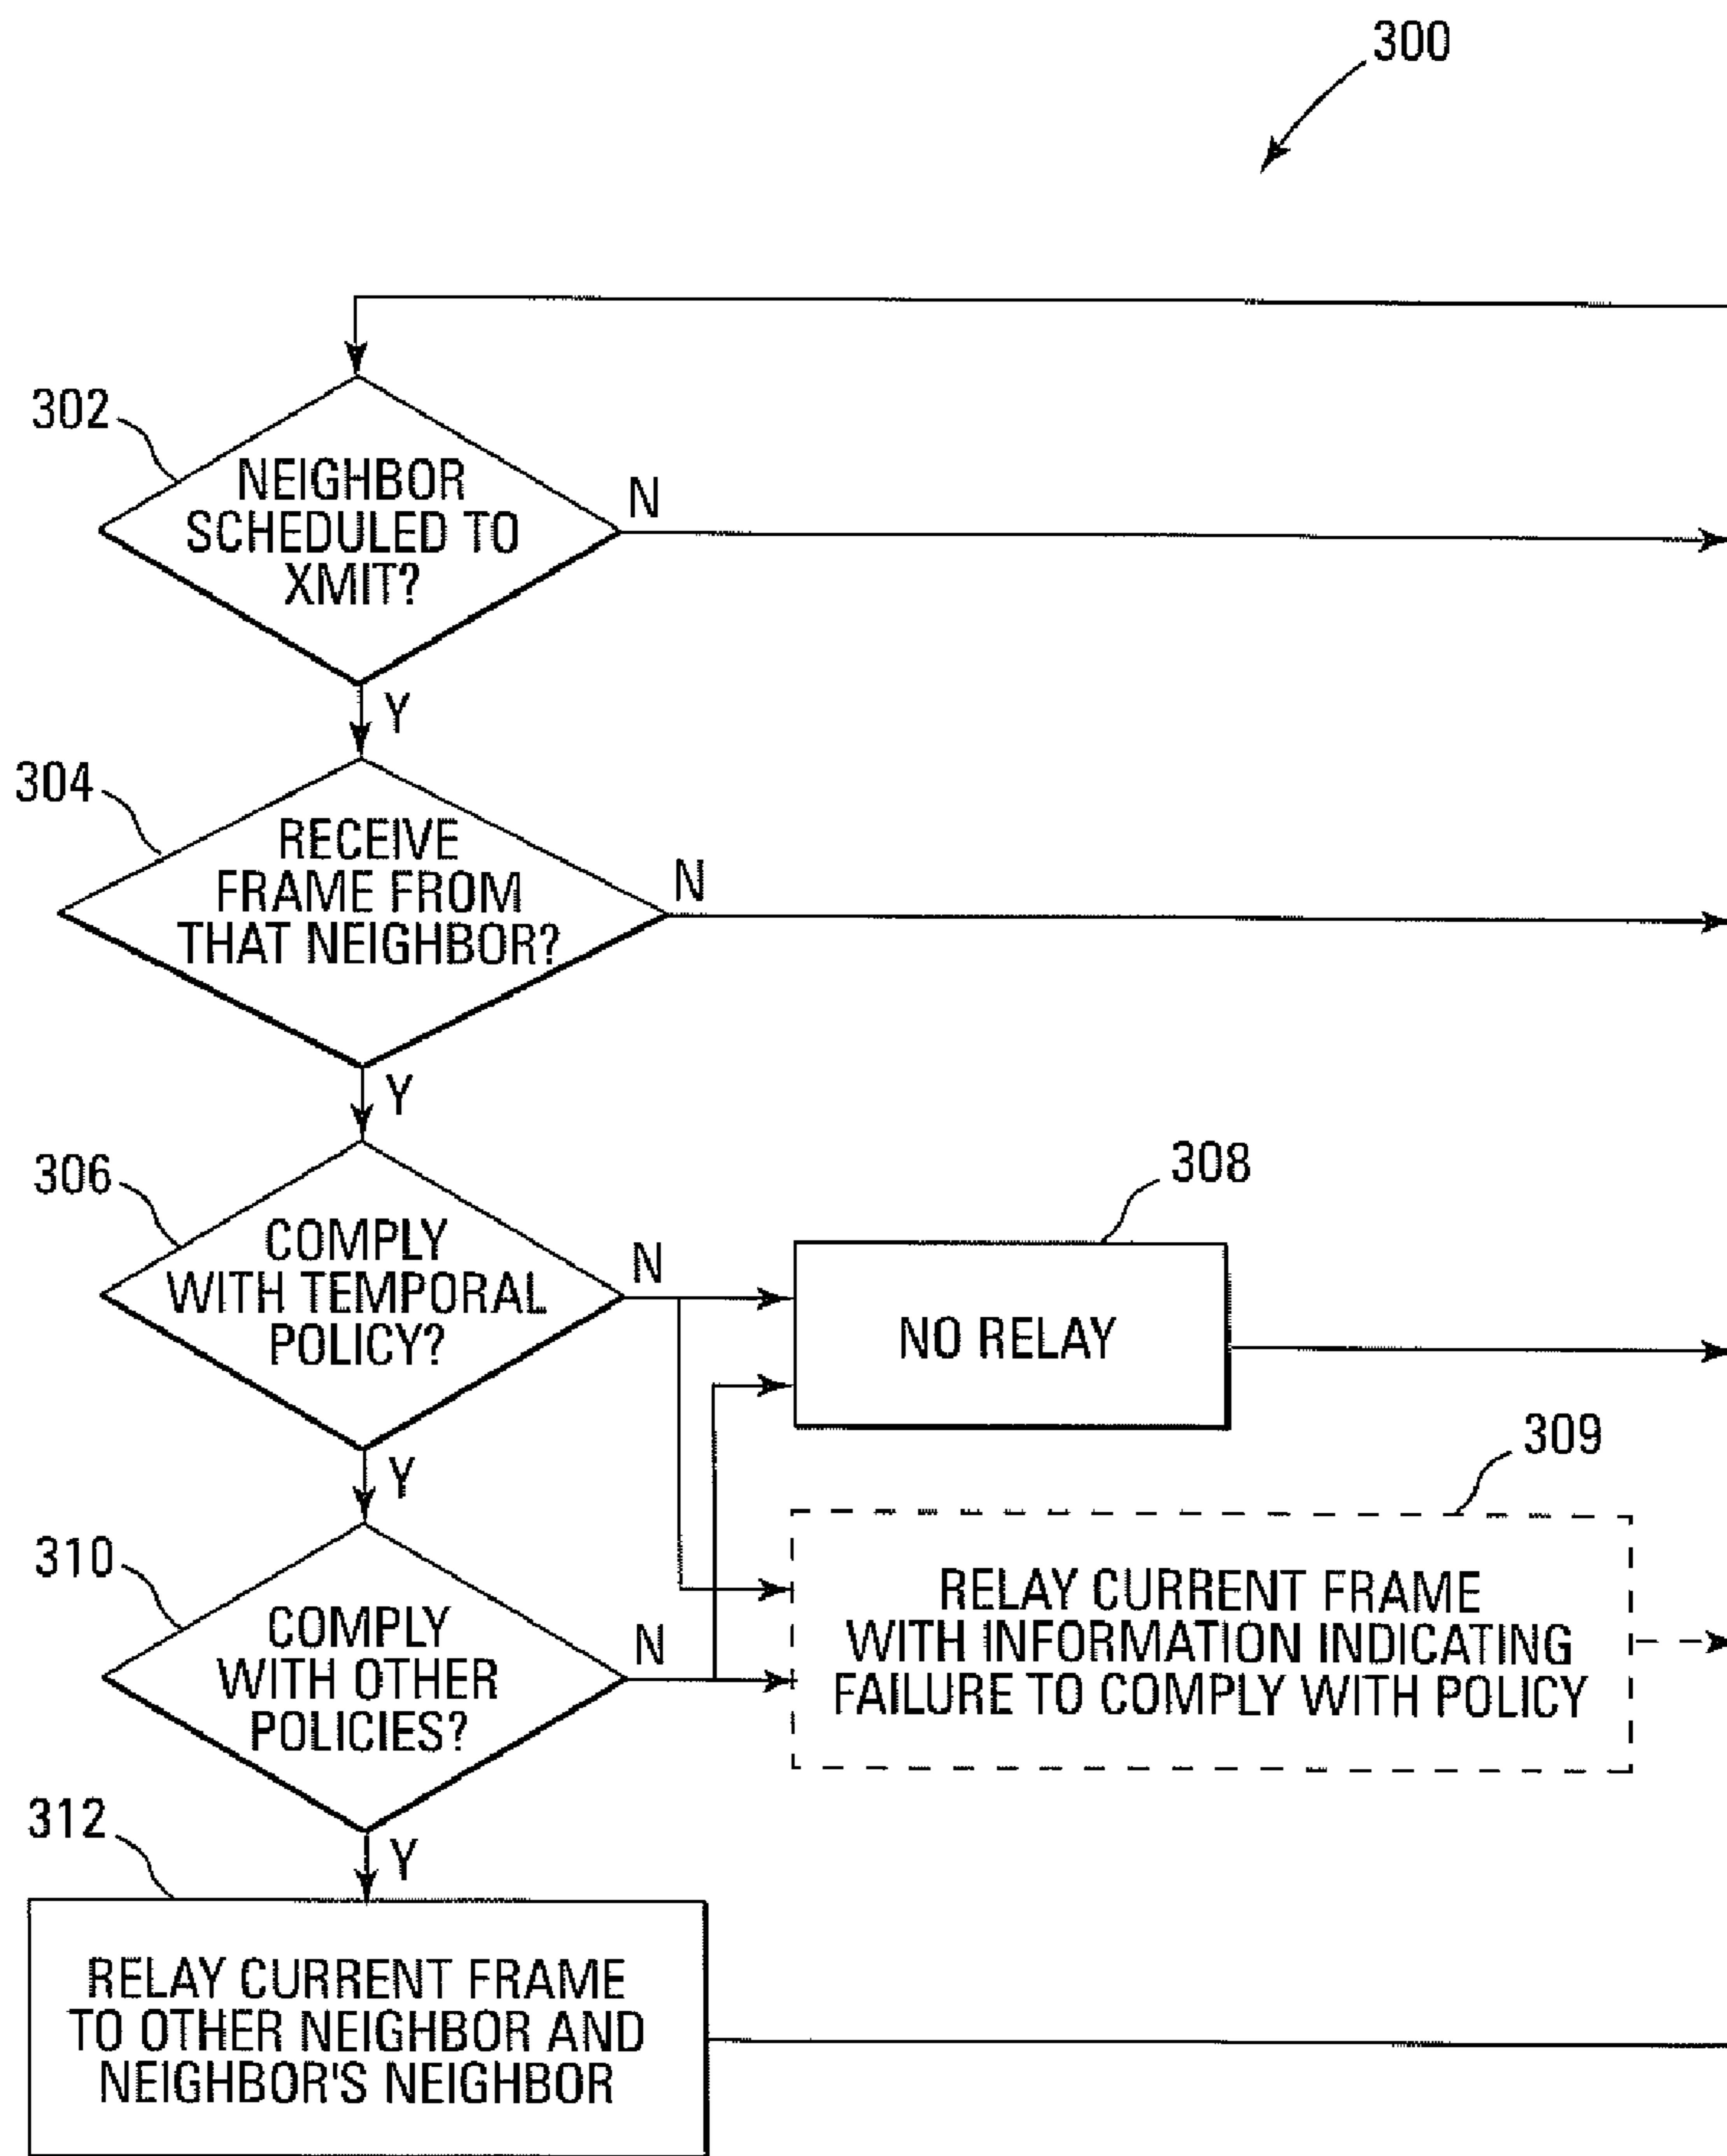 300
302
NEIGHBOR
SCHEDULED TO
XMIT?
N
Y
304
RECEIVE
FRAME FROM
THAT NEIGHBOR?
N
Y
306
COMPLY
WITH TEMPORAL
POLICY?
N
308
NO RELAY
Y
309
RELAY CURRENT FRAME
WITH INFORMATION INDICATING
FAILURE TO COMPLY WITH POLICY
310
COMPLY
WITH OTHER
POLICIES?
N
Y
312
RELAY CURRENT FRAME
TO OTHER NEIGHBOR AND
NEIGHBOR'S NEIGHBOR